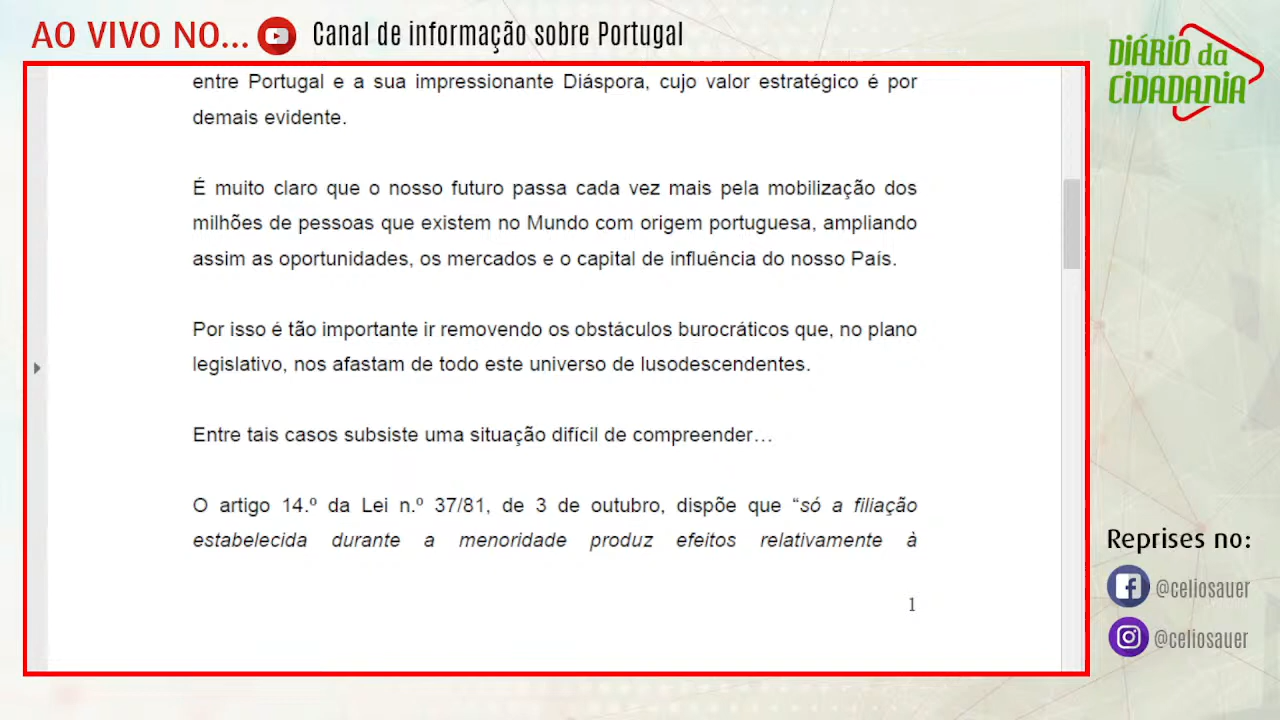 AO VIVO NO... Canal de informação sobre Portugal
DIÁRIO da
CIDADANIA
entre Portugal e a sua impressionante Diáspora, cujo valor estratégico é por
demais evidente.
É muito claro que o nosso futuro passa cada vez mais pela mobilização dos
milhões de pessoas que existem no Mundo com origem portuguesa, ampliando
assim as oportunidades, os mercados e o capital de influência do nosso País.
Por isso é tão importante ir removendo os obstáculos burocráticos que, no plano
legislativo, nos afastam de todo este universo de lusodescendentes.
Entre tais casos subsiste uma situação difícil de compreender…
O artigo 14.º da Lei n.º 37/81, de 3 de outubro, dispõe que “só a filiação
estabelecida durante a menoridade produz efeitos relativamente à
1
Reprises no:
@celiosauer
@celiosauer